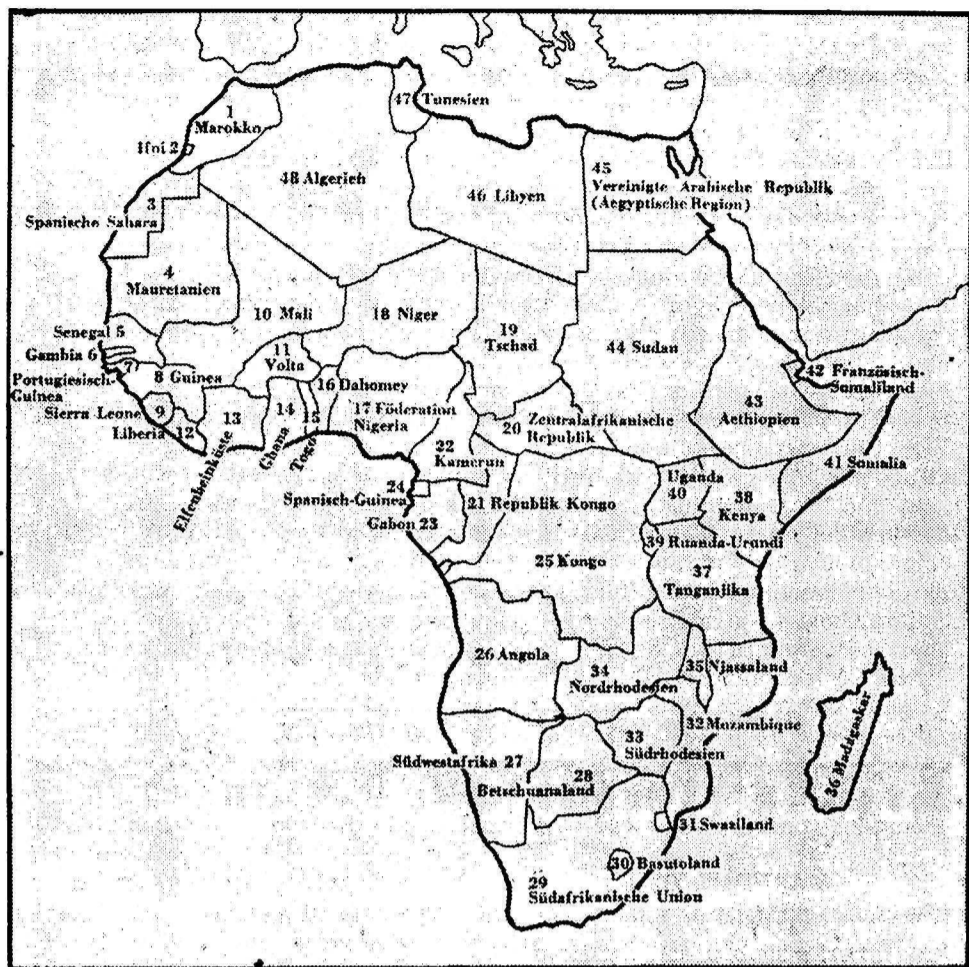 1
Marokko
Ifni 2
3
Spanische Sahara
4
Mauretanien
Senegal 5
Gambia 6
7
Portugiesisch-
Guinea
8 Guinea
Sierra Leone
9
Liberia
12
10 Mali
11
Volta
13
Elfenbeinküste
14
Ghana
15
Togo
16 Dahomey
17 Föderation
Nigeria
18 Niger
19
Tschad
20
Zentralafrikanische
Republik
21 Republik Kongo
22
Kamerun
24
Spanisch-Guinea
Gabon 23
25 Kongo
26 Angola
Südwestafrika 27
28
Betschuanaland
29
Südafrikanische Union
30 Basutoland
31 Swaziland
32 Mozambique
33
Südrhodesien
34
Nordrhodesien
35 Njassaland
36 Madagaskar
37
Tanganjika
38
Kenya
39 Ruanda-Urundi
Uganda
40
41 Somalia
42 Französisch-
Somaliland
43
Aethiopien
44 Sudan
45
Vereinigte Arabische Republik
(Aegyptische Region)
46 Libyen
47 Tunesien
48 Algerien